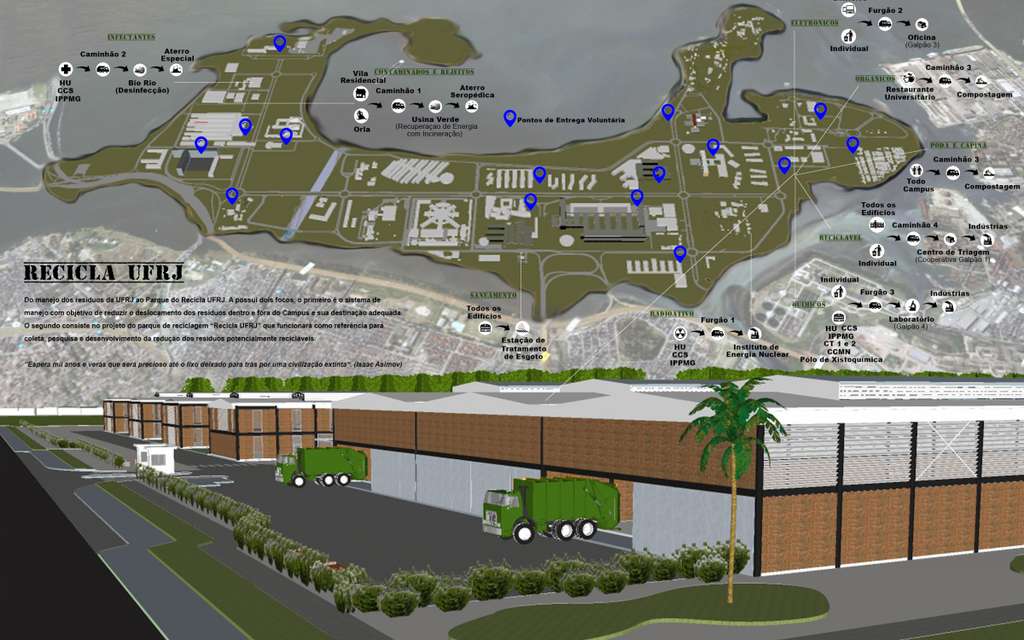 INFECTANTES
Caminhão 2
Aterro
Especial
HU
CCS
IPPMG
Bio Rio
(Desinfecção)
CONTAMINADOS E REJEITOS
Vila
Residencial
Caminhão 1
Aterro
Seropédica
Orla
Usina Verde
(Recuperação de Energia
com Incineração)
Pontos de Entrega Voluntária
ELETRÔNICOS
Furgão 2
Individual
Oficina
(Galpão 3)
ORGÂNICOS
Caminhão 3
Restaurante
Universitário
Compostagem
PODA E CAPINA
Caminhão 3
Todo
Campus
Compostagem
RECICLÁVEL
Todos os
Edifícios
Caminhão 4
Indústrias
Individual
Centro de Triagem
(Cooperativa Galpão 1)
QUÍMICOS
Individual
Furgão 3
Indústrias
Laboratório
(Galpão 4)
HU CCS
IPPMG
CT 1 e 2
CCMN
Pólo de Xistoquímica
RADIOATIVO
Furgão 1
HU
CCS
IPPMG
Instituto de
Energia Nuclear
SANEAMENTO
Todos os
Edifícios
Estação de
Tratamento
de Esgoto
RECICLA UFRJ
Do manejo dos resíduos da UFRJ ao Parque do Recicla UFRJ. A possui dois focos, o primeiro é o sistema de
manejo com objetivo de reduzir o deslocamento dos resíduos dentro e fora do Campus e sua destinação adequada.
O segundo consiste no projeto do parque de reciclagem "Recicla UFRJ" que funcionará como referência para
coleta, pesquisa e desenvolvimento da redução dos resíduos potencialmente recicláveis.
"Espera mil anos e verás que será precioso até o lixo deixado para trás por uma civilização extinta". (Isaac Asimov)